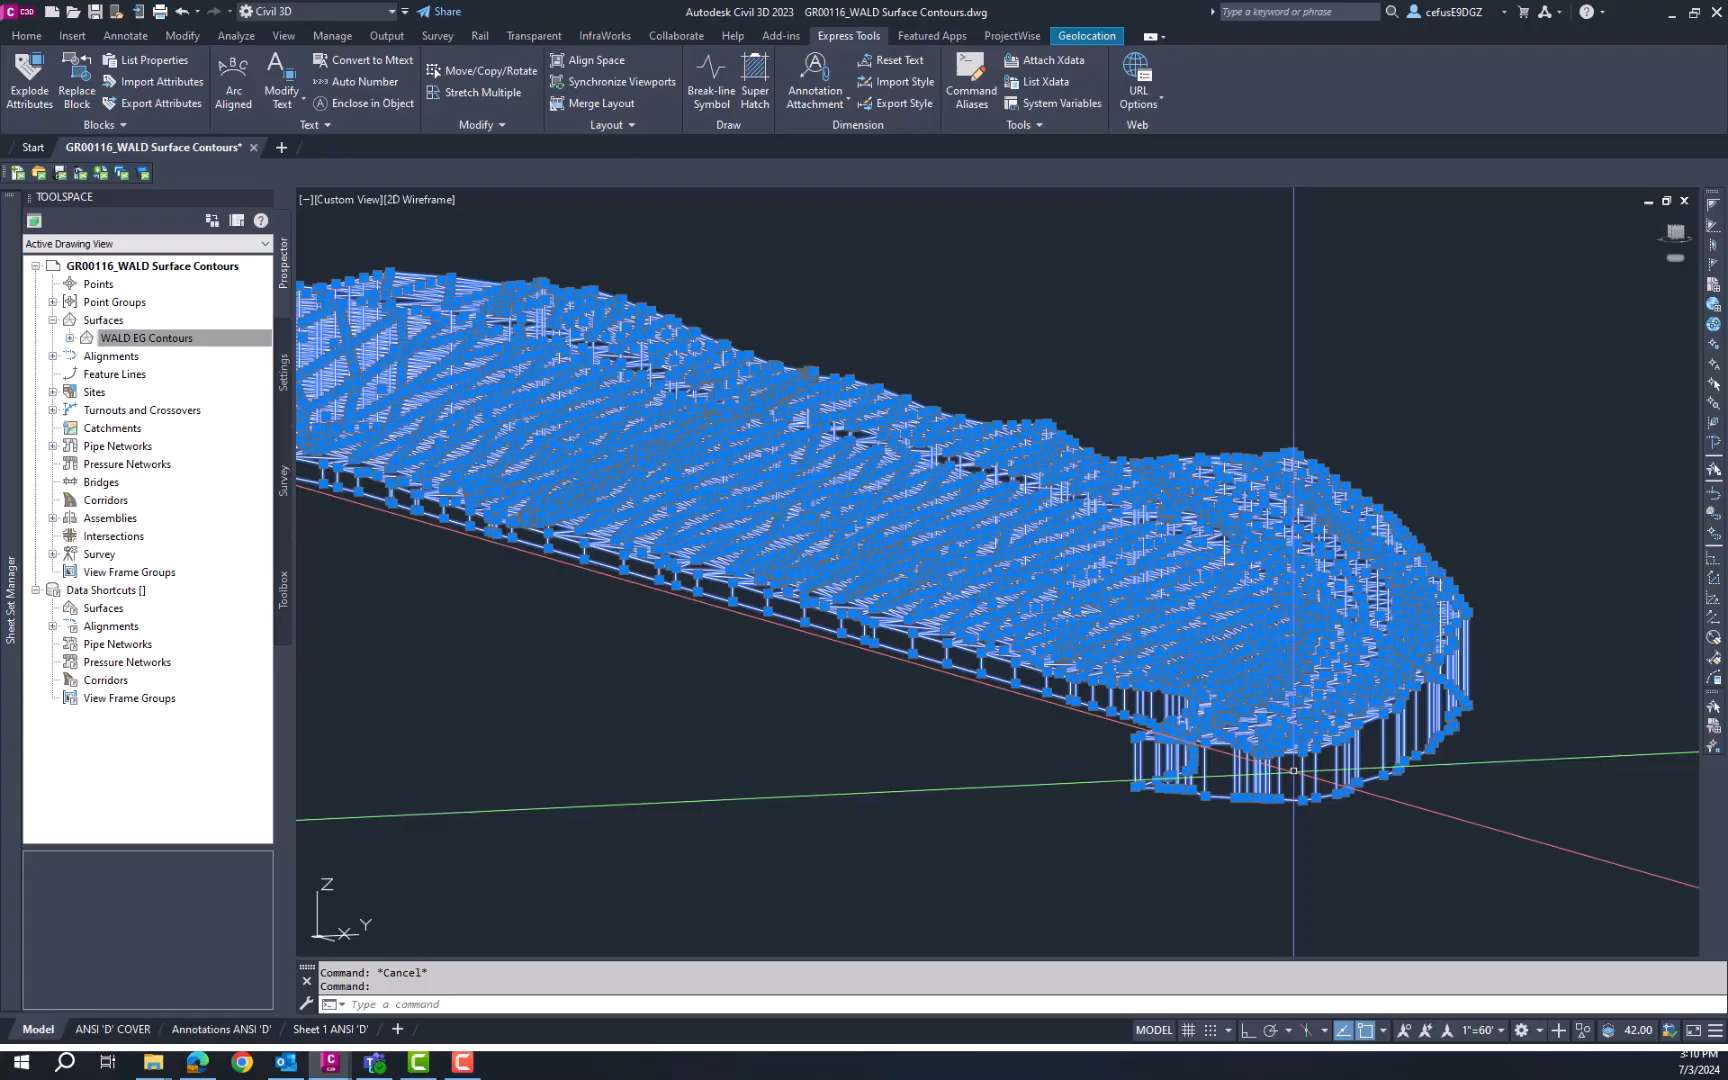 C3D
Civil 3D
Share
Autodesk Civil 3D 2023 GR00116_WALD Surface Contours.dwg
Type a keyword or phrase
cefusE9DGZ
Home Insert Annotate Modify Analyze View Manage Output Survey Rail Transparent InfraWorks Collaborate Help Add-ins Express Tools Featured Apps ProjectWise Geolocation
Explode Attributes
Replace Block
List Properties
Import Attributes
Export Attributes
Blocks
Arc Aligned
Modify Text
Convert to Mtext
Auto Number
Enclose in Object
Text
Move/Copy/Rotate
Stretch Multiple
Modify
Align Space
Synchronize Viewports
Merge Layout
Layout
Break-line Symbol
Super Hatch
Draw
Annotation Attachment
Reset Text
Import Style
Export Style
Dimension
Command Aliases
Attach Xdata
List Xdata
System Variables
Tools
URL Options
Web
Start
GR00116_WALD Surface Contours*
TOOLSPACE
Active Drawing View
GR00116_WALD Surface Contours
Points
Point Groups
Surfaces
WALD EG Contours
Alignments
Feature Lines
Sites
Turnouts and Crossovers
Catchments
Pipe Networks
Pressure Networks
Bridges
Corridors
Assemblies
Intersections
Survey
View Frame Groups
Data Shortcuts []
Surfaces
Alignments
Pipe Networks
Pressure Networks
Corridors
View Frame Groups
Prospector
Settings
Survey
Toolbox
Sheet Set Manager
[−][Custom View][2D Wireframe]
Z
Y
X
Command: *Cancel*
Command:
Type a command
Model
ANSI 'D' COVER
Annotations ANSI 'D'
Sheet 1 ANSI 'D'
MODEL
1"=60'
42.00
3:10 PM
7/3/2024